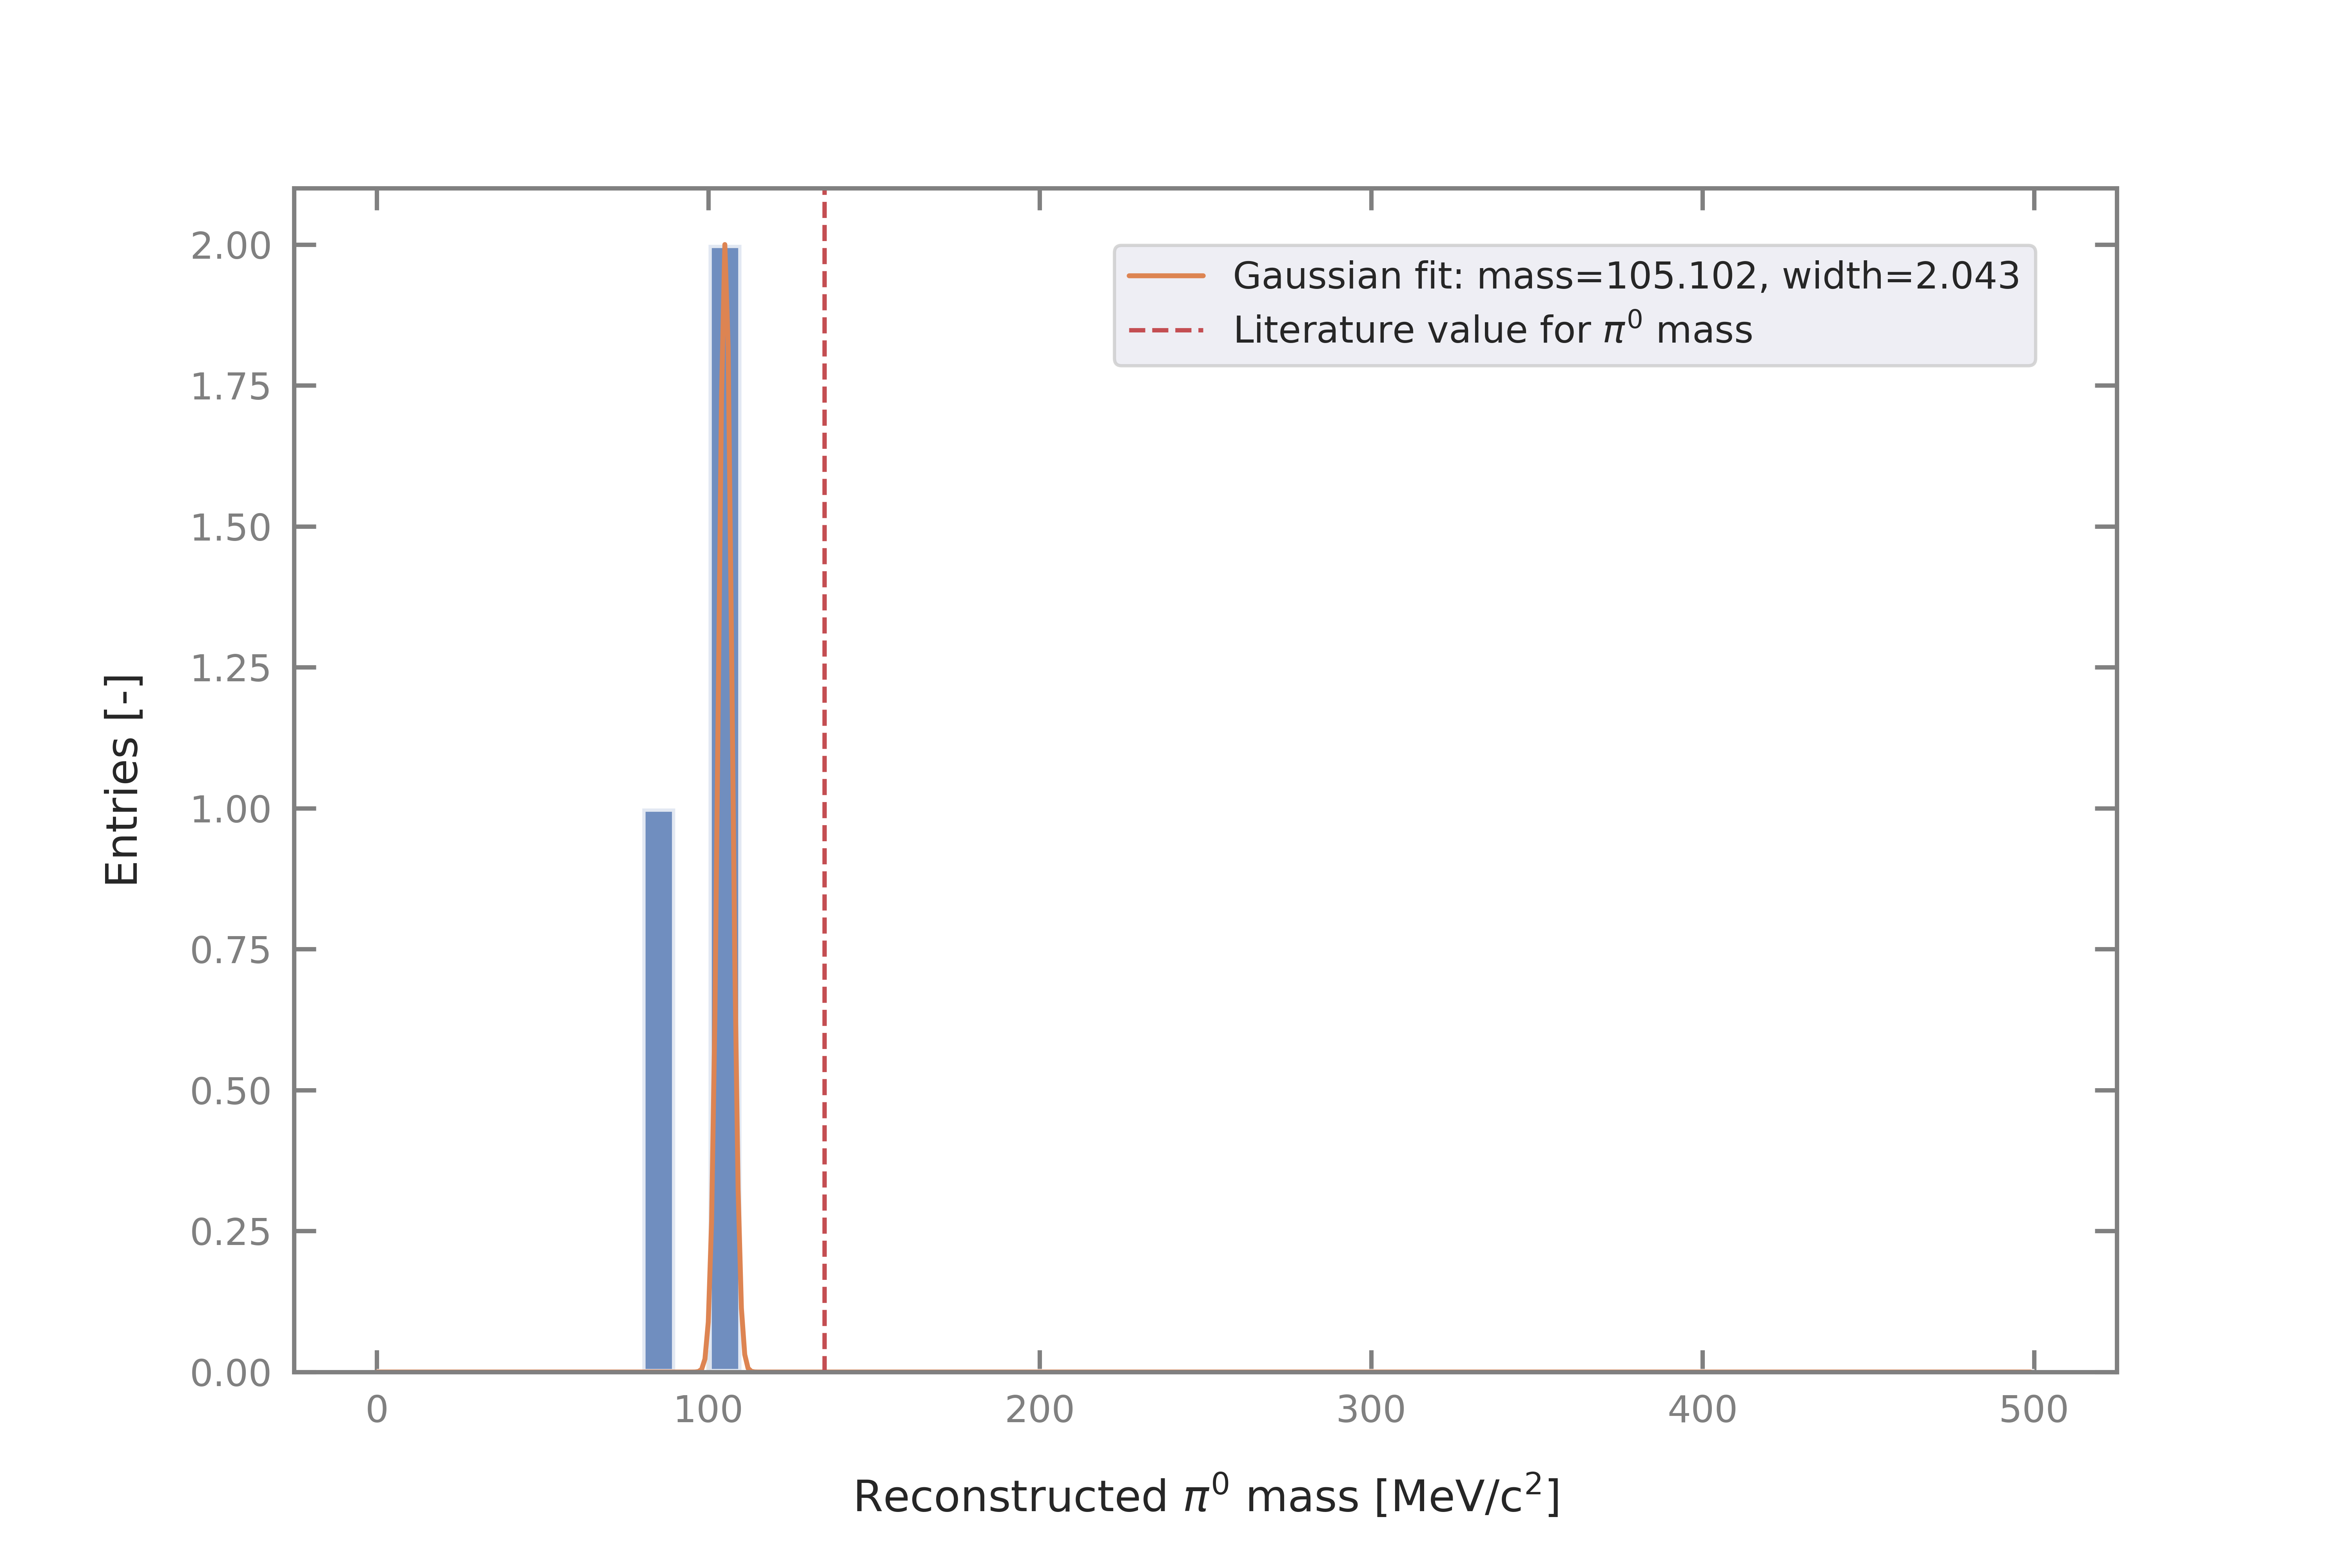 2.00
1.75
1.50
1.25
1.00
0.75
0.50
0.25
0.00
Entries [-]
Gaussian fit: mass=105.102, width=2.043
Literature value for π⁰ mass
0 100 200 300 400 500
Reconstructed π⁰ mass [MeV/c²]